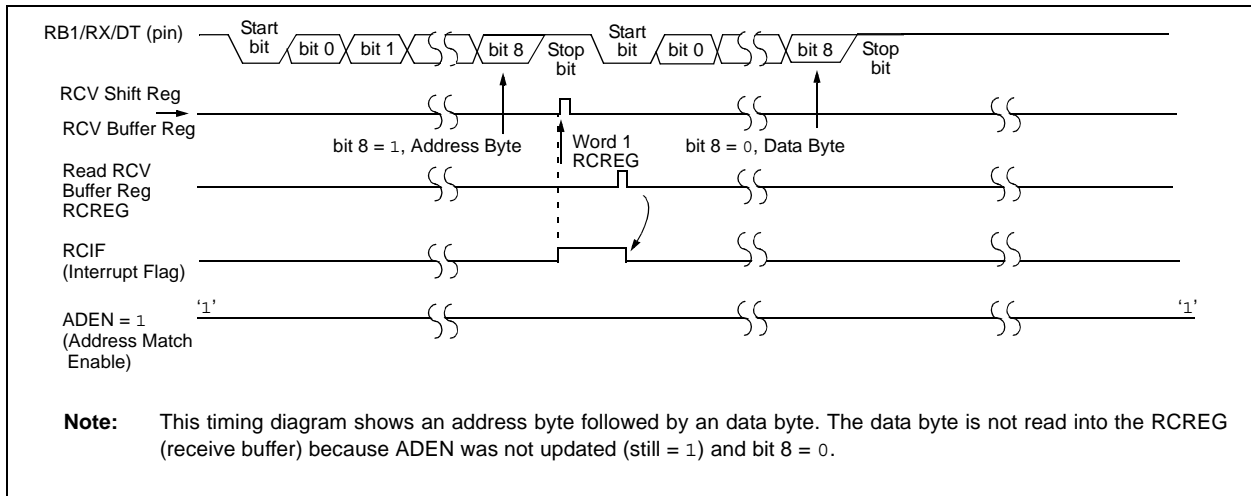 RB1/RX/DT (pin)
Start
bit
bit 0
bit 1
bit 8
Stop
bit
Start
bit
bit 0
bit 8
Stop
bit
RCV Shift Reg
RCV Buffer Reg
bit 8 = 1, Address Byte
Word 1
RCREG
bit 8 = 0, Data Byte
Read RCV
Buffer Reg
RCREG
RCIF
(Interrupt Flag)
‘1’
‘1’
ADEN = 1
(Address Match
Enable)
Note: This timing diagram shows an address byte followed by an data byte. The data byte is not read into the RCREG
(receive buffer) because ADEN was not updated (still = 1) and bit 8 = 0.